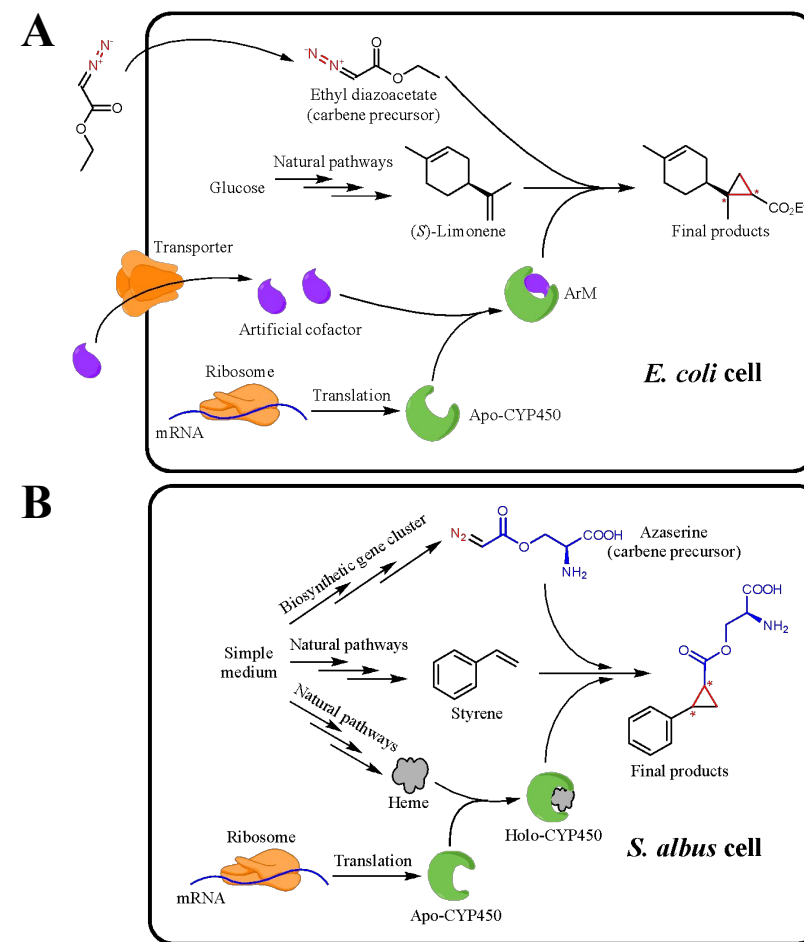 A
N⁻
N⁺
O
O
N⁻
N⁺
O
O
Ethyl diazoacetate
(carbene precursor)
Glucose
Natural pathways
(S)-Limonene
*
*
CO₂E
Final products
Transporter
Artificial cofactor
ArM
Ribosome
mRNA
Translation
Apo-CYP450
E. coli cell
B
Biosynthetic gene cluster
N₂
O
O
COOH
NH₂
Azaserine
(carbene precursor)
Simple
medium
Natural pathways
Styrene
COOH
NH₂
O
O
*
*
Final products
Natural pathways
Heme
Holo-CYP450
Ribosome
mRNA
Translation
Apo-CYP450
S. albus cell